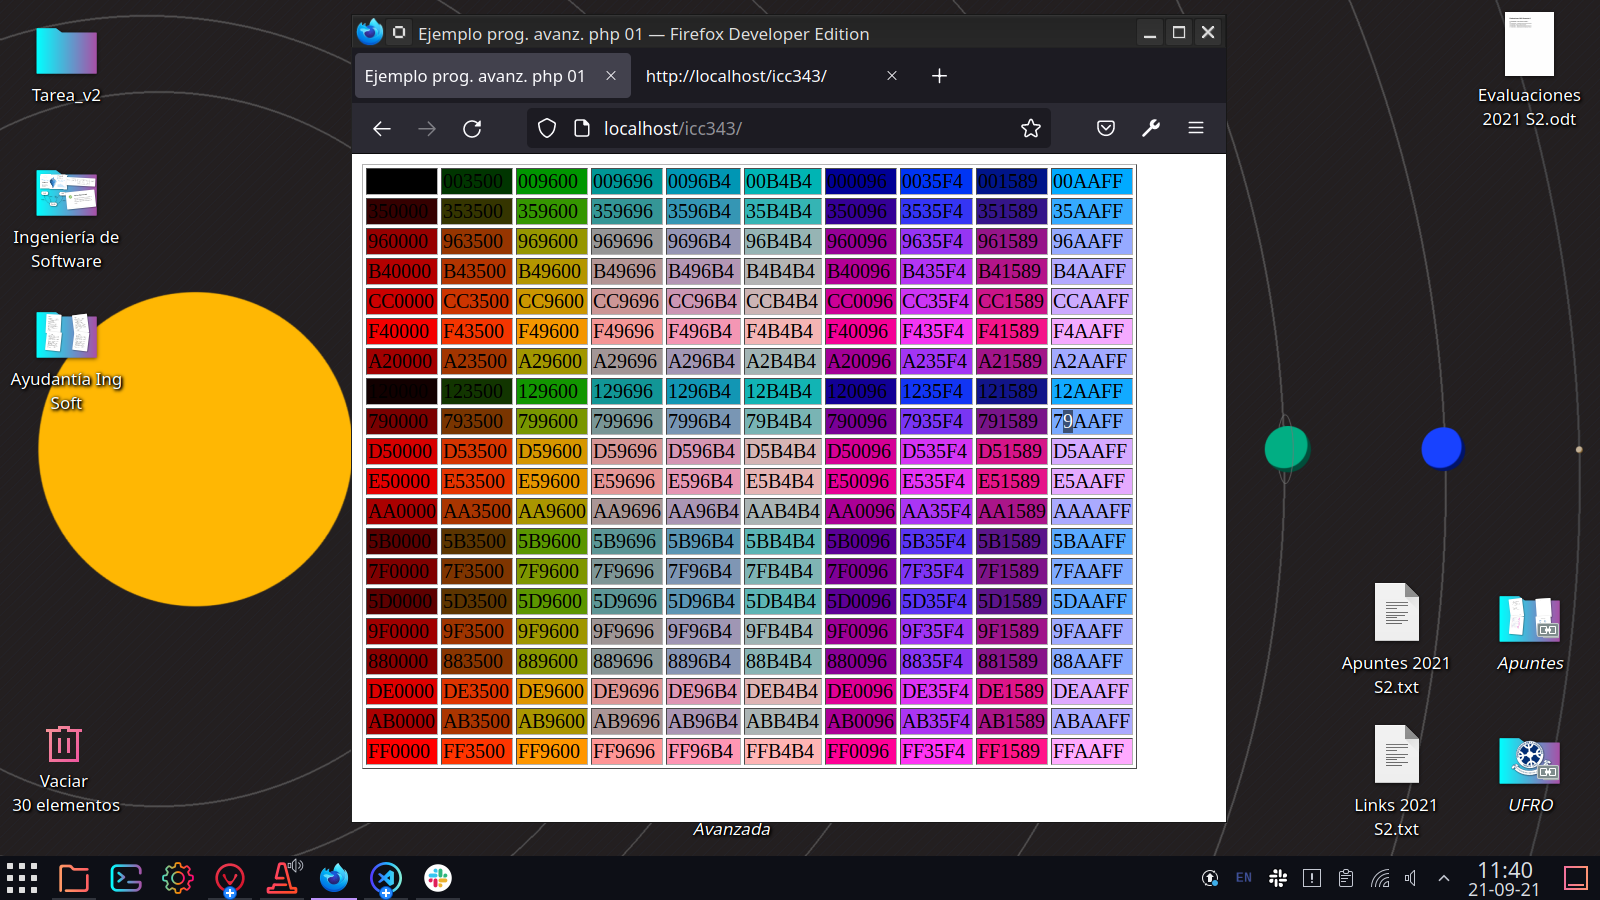 Ejemplo prog. avanz. php 01 — Firefox Developer Edition
Ejemplo prog. avanz. php 01
http://localhost/icc343/
localhost/icc343/
003500 009600 009696 0096B4 00B4B4 000096 0035F4 001589 00AAFF
350000 353500 359600 359696 3596B4 35B4B4 350096 3535F4 351589 35AAFF
960000 963500 969600 969696 9696B4 96B4B4 960096 9635F4 961589 96AAFF
B40000 B43500 B49600 B49696 B496B4 B4B4B4 B40096 B435F4 B41589 B4AAFF
CC0000 CC3500 CC9600 CC9696 CC96B4 CCB4B4 CC0096 CC35F4 CC1589 CCAAFF
F40000 F43500 F49600 F49696 F496B4 F4B4B4 F40096 F435F4 F41589 F4AAFF
A20000 A23500 A29600 A29696 A296B4 A2B4B4 A20096 A235F4 A21589 A2AAFF
123500 129600 129696 1296B4 12B4B4 120096 1235F4 121589 12AAFF
790000 793500 799600 799696 7996B4 79B4B4 790096 7935F4 791589 79AAFF
D50000 D53500 D59600 D59696 D596B4 D5B4B4 D50096 D535F4 D51589 D5AAFF
E50000 E53500 E59600 E59696 E596B4 E5B4B4 E50096 E535F4 E51589 E5AAFF
AA0000 AA3500 AA9600 AA9696 AA96B4 AAB4B4 AA0096 AA35F4 AA1589 AAAAFF
5B0000 5B3500 5B9600 5B9696 5B96B4 5BB4B4 5B0096 5B35F4 5B1589 5BAAFF
7F0000 7F3500 7F9600 7F9696 7F96B4 7FB4B4 7F0096 7F35F4 7F1589 7FAAFF
5D0000 5D3500 5D9600 5D9696 5D96B4 5DB4B4 5D0096 5D35F4 5D1589 5DAAFF
9F0000 9F3500 9F9600 9F9696 9F96B4 9FB4B4 9F0096 9F35F4 9F1589 9FAAFF
880000 883500 889600 889696 8896B4 88B4B4 880096 8835F4 881589 88AAFF
DE0000 DE3500 DE9600 DE9696 DE96B4 DEB4B4 DE0096 DE35F4 DE1589 DEAAFF
AB0000 AB3500 AB9600 AB9696 AB96B4 ABB4B4 AB0096 AB35F4 AB1589 ABAAFF
FF0000 FF3500 FF9600 FF9696 FF96B4 FFB4B4 FF0096 FF35F4 FF1589 FFAAFF
Tarea_v2
Ingeniería de
Software
Ayudantía Ing
Soft
Vaciar
30 elementos
Avanzada
Evaluaciones
2021 S2.odt
Apuntes 2021
S2.txt
Apuntes
Links 2021
S2.txt
UFRO
EN
11:40
21-09-21